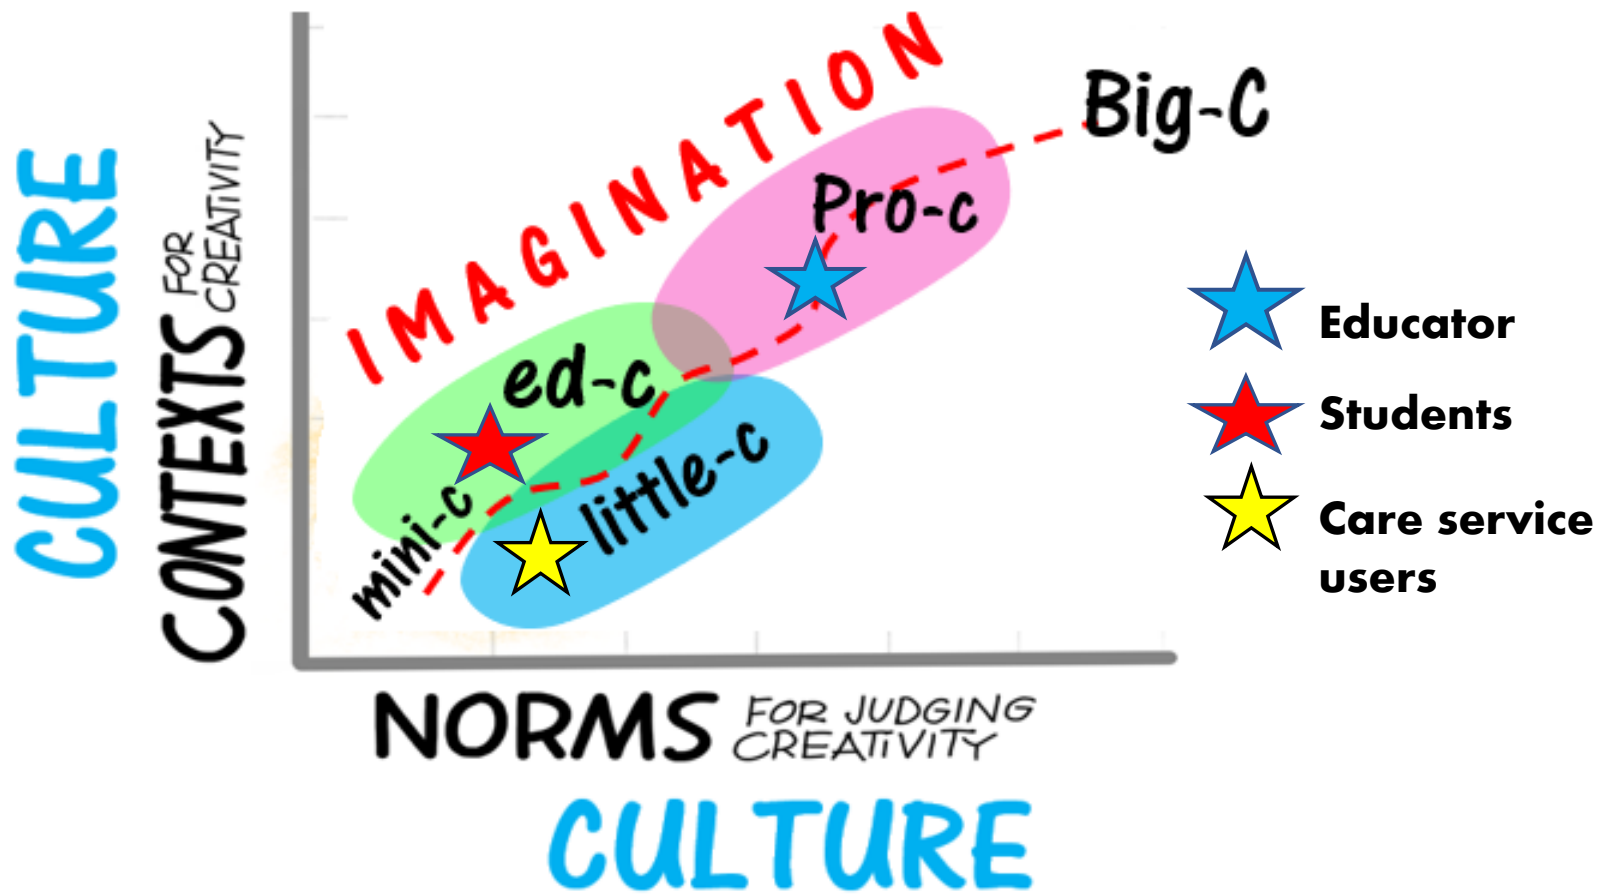 CULTURE
CONTEXTS
FOR
CREATIVITY
IMAGINATION
Big-C
Pro-c
ed-c
little-c
mini-c
Educator
Students
Care service
users
NORMS
FOR JUDGING
CREATIVITY
CULTURE